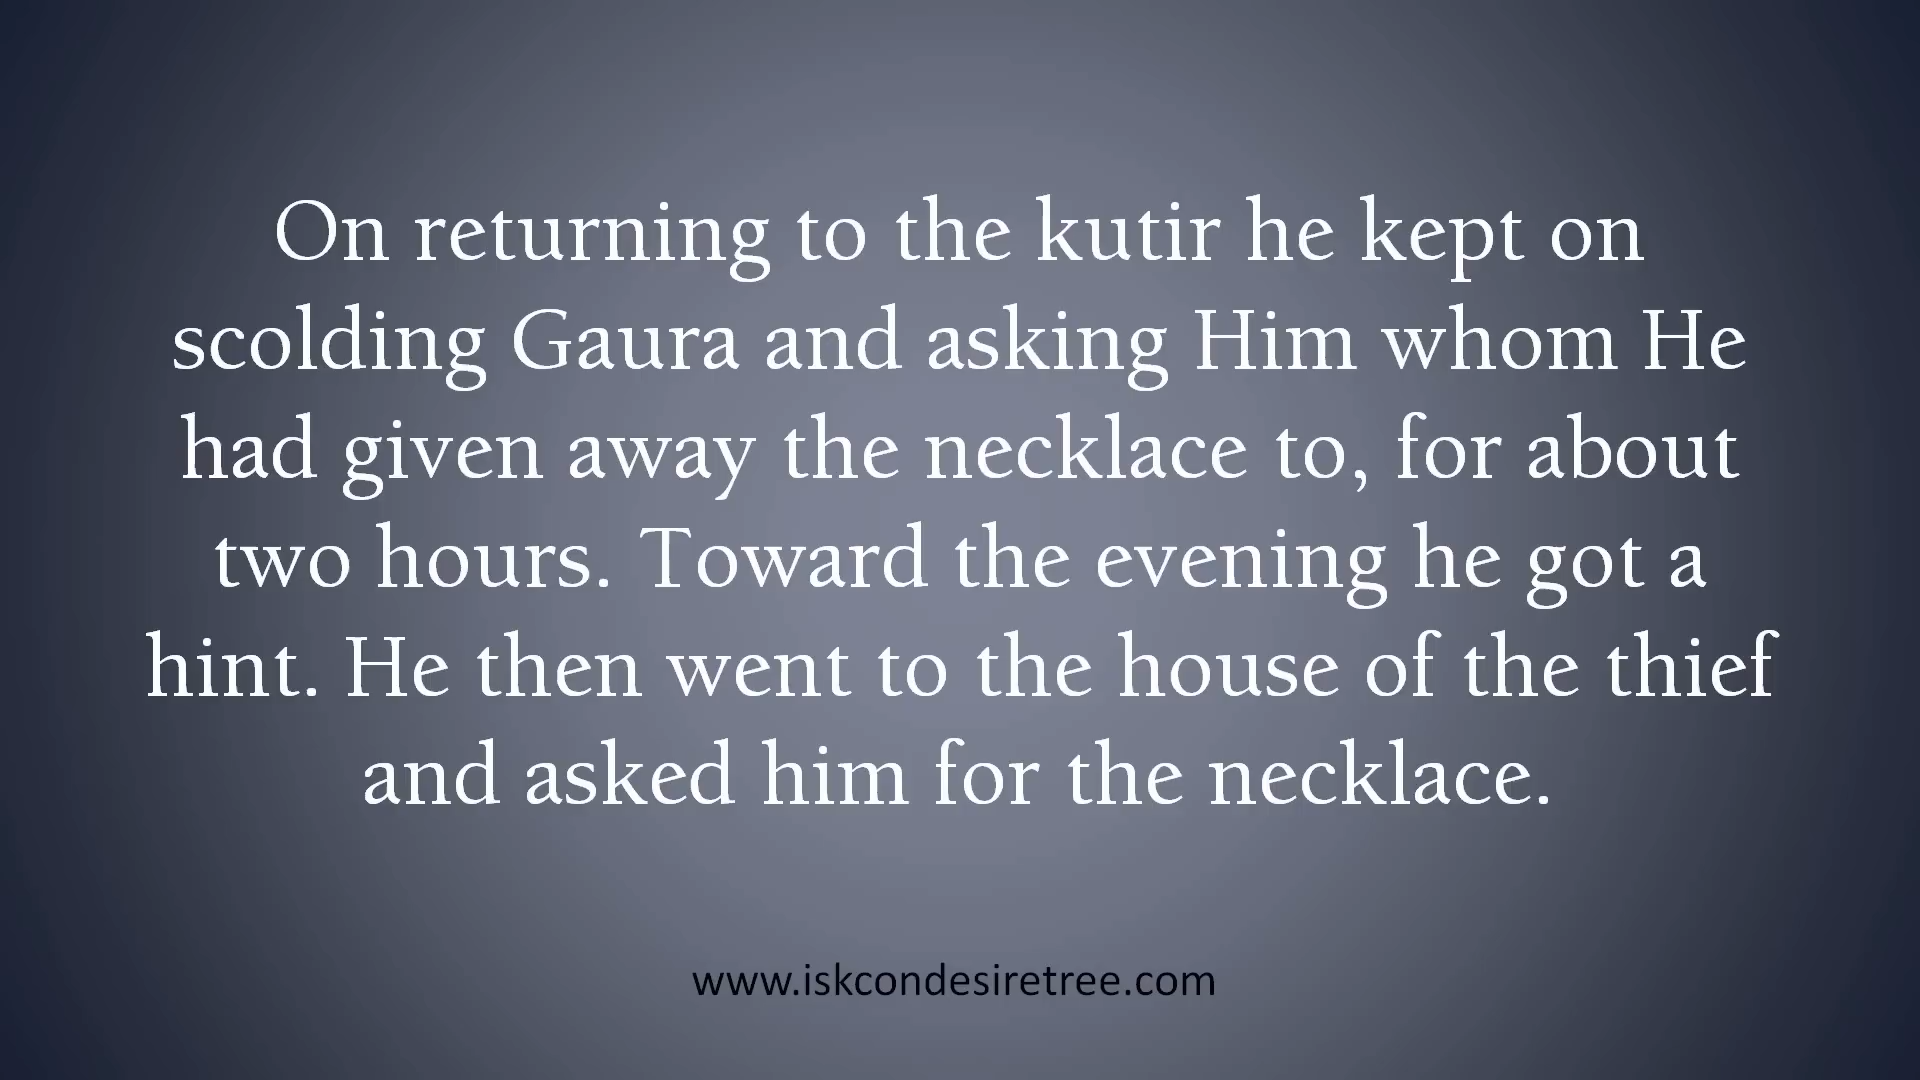 On returning to the kutir he kept on
scolding Gaura and asking Him whom He
had given away the necklace to, for about
two hours. Toward the evening he got a
hint. He then went to the house of the thief
and asked him for the necklace.
www.iskcondesiretree.com